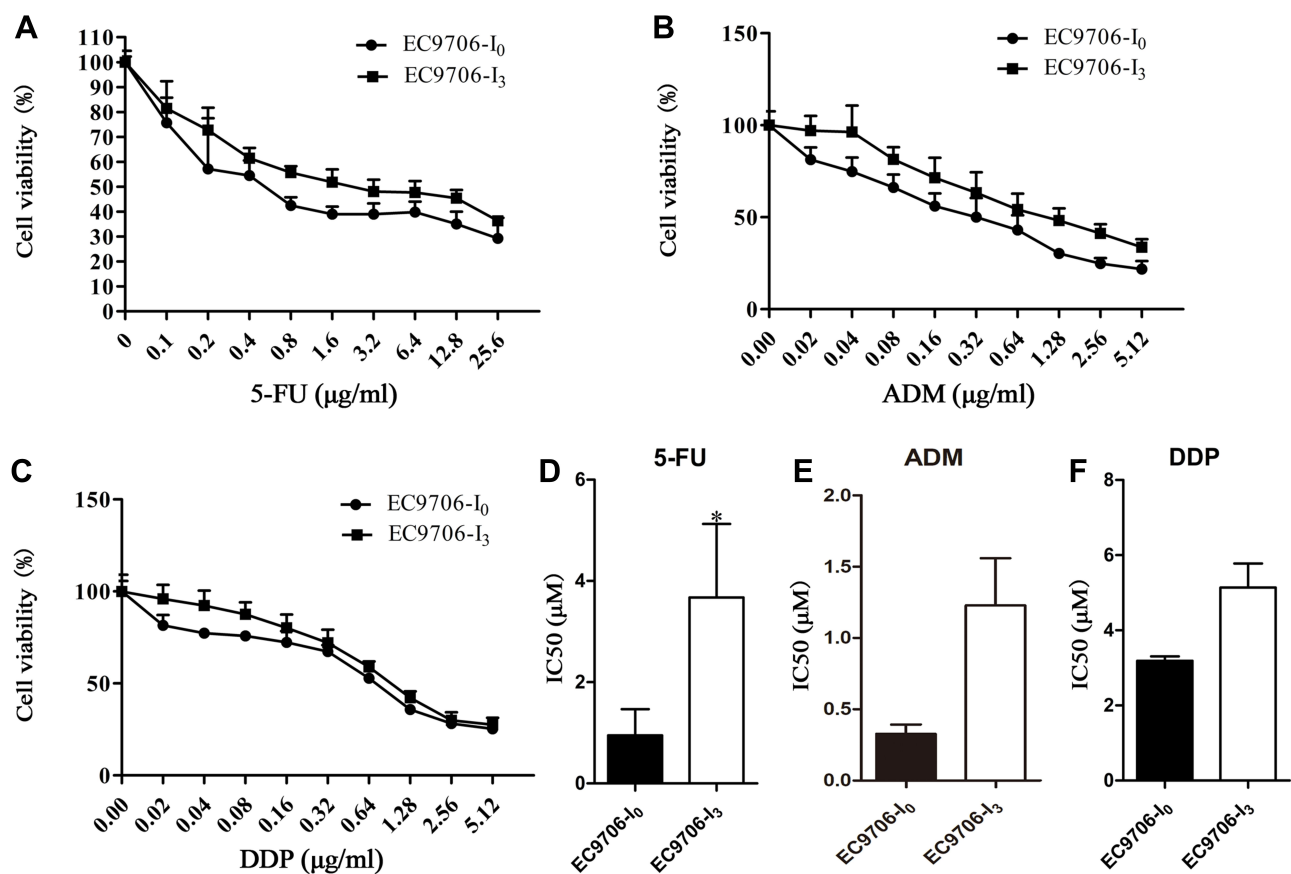 A
110
100
90
80
70
60
50
40
30
20
10
0
Cell viability (%)
EC9706-I0
EC9706-I3
0 0.1 0.2 0.4 0.8 1.6 3.2 6.4 12.8 25.6
5-FU (μg/ml)
B
150
100
50
0
Cell viability (%)
EC9706-I0
EC9706-I3
0.00 0.02 0.04 0.08 0.16 0.32 0.64 1.28 2.56 5.12
ADM (μg/ml)
C
150
100
50
0
Cell viability (%)
EC9706-I0
EC9706-I3
0.00 0.02 0.04 0.08 0.16 0.32 0.64 1.28 2.56 5.12
DDP (μg/ml)
D
5-FU
6
4
2
0
IC50 (μM)
*
EC9706-I0 EC9706-I3
E
ADM
2.0
1.5
1.0
0.5
0.0
IC50 (μM)
EC9706-I0 EC9706-I3
F
DDP
8
6
4
2
0
IC50 (μM)
EC9706-I0 EC9706-I3